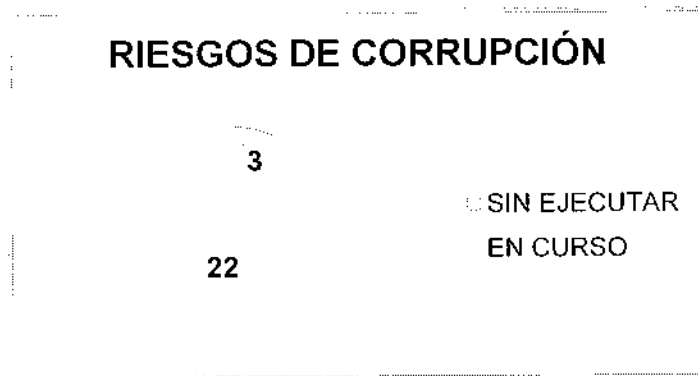 RIESGOS DE CORRUPCIÓN
3
SIN EJECUTAR
EN CURSO
22